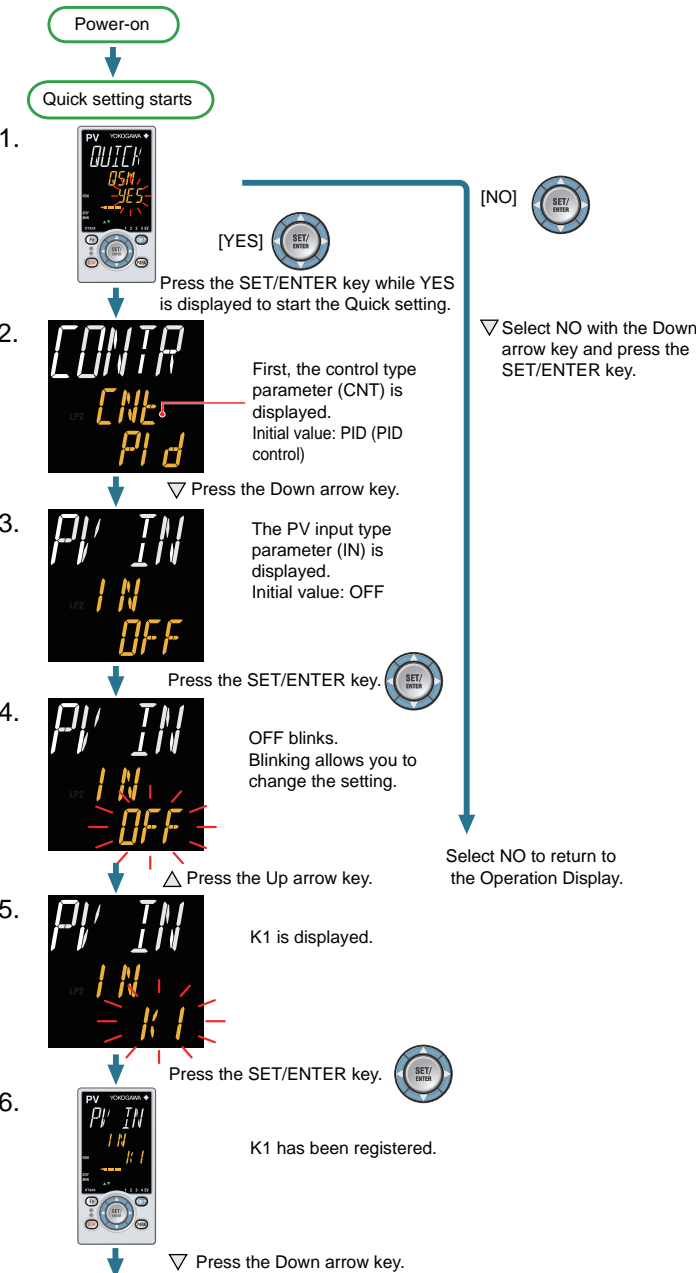 Power-on
Quick setting starts
1.
PV YOKOGAWA
QUICK
QSM
YES
SET/
ENTER
[YES]
SET/
ENTER
[NO]
SET/
ENTER
Press the SET/ENTER key while YES
is displayed to start the Quick setting.
▽ Select NO with the Down
arrow key and press the
SET/ENTER key.
2.
CONTR
LP2
CNt
PId
First, the control type
parameter (CNT) is
displayed.
Initial value: PID (PID
control)
▽ Press the Down arrow key.
3.
PV IN
LP2
IN
OFF
The PV input type
parameter (IN) is
displayed.
Initial value: OFF
Press the SET/ENTER key.
SET/
ENTER
4.
PV IN
LP2
IN
OFF
OFF blinks.
Blinking allows you to
change the setting.
△ Press the Up arrow key.
Select NO to return to
the Operation Display.
5.
PV IN
LP2
IN
K1
K1 is displayed.
Press the SET/ENTER key.
SET/
ENTER
6.
PV YOKOGAWA
PV IN
IN
K1
SET/
ENTER
K1 has been registered.
▽ Press the Down arrow key.